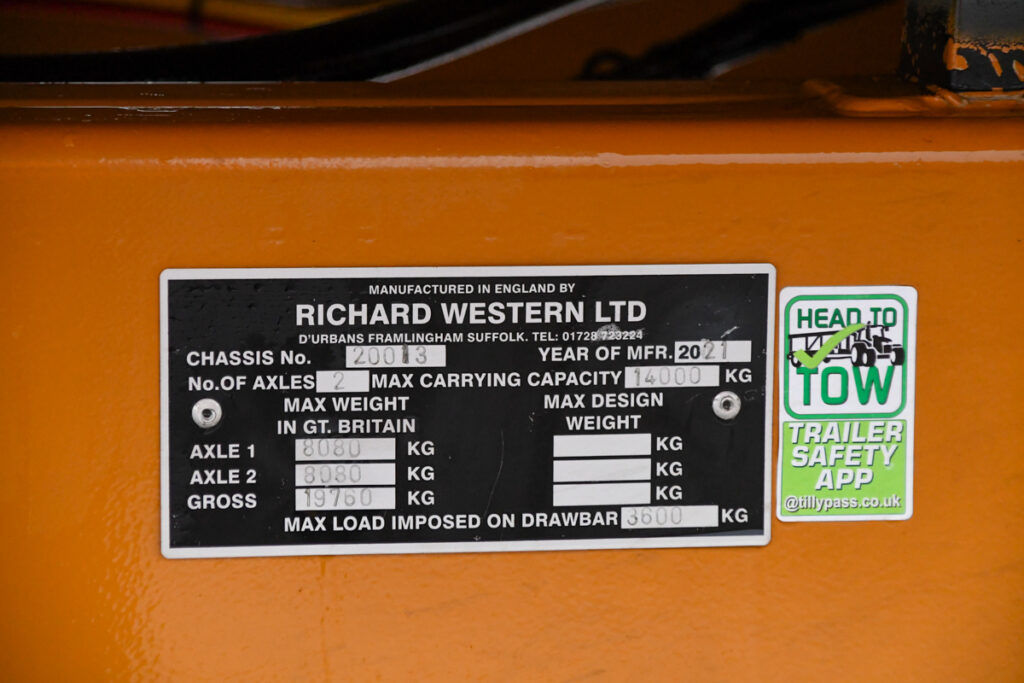 MANUFACTURED IN ENGLAND BY
RICHARD WESTERN LTD
D'URBANS FRAMLINGHAM SUFFOLK. TEL: 01728 723224
CHASSIS No. 20013 YEAR OF MFR. 2021
No. OF AXLES 2 MAX CARRYING CAPACITY 14000 KG
MAX WEIGHT IN GT. BRITAIN
MAX DESIGN WEIGHT
AXLE 1 8080 KG KG
AXLE 2 8080 KG KG
GROSS 19760 KG KG
MAX LOAD IMPOSED ON DRAWBAR 3600 KG
HEAD TO
TOW
TRAILER
SAFETY
APP
@tillypass.co.uk